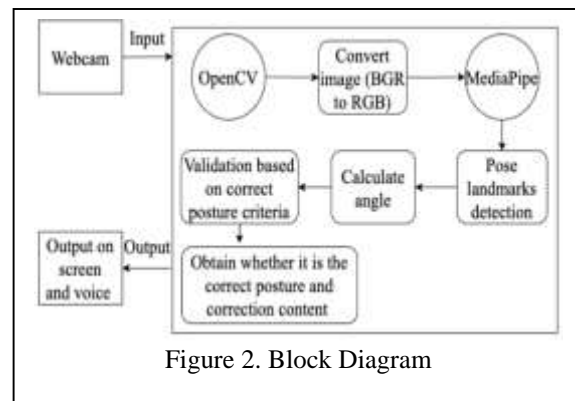 Webcam
Input
OpenCV
Convert
image (BGR
to RGB)
MediaPipe
Pose
landmarks
detection
Calculate
angle
Validation based
on correct
posture criteria
Obtain whether it is the
correct posture and
correction content
Output
Output on
screen
and voice
Figure 2. Block Diagram